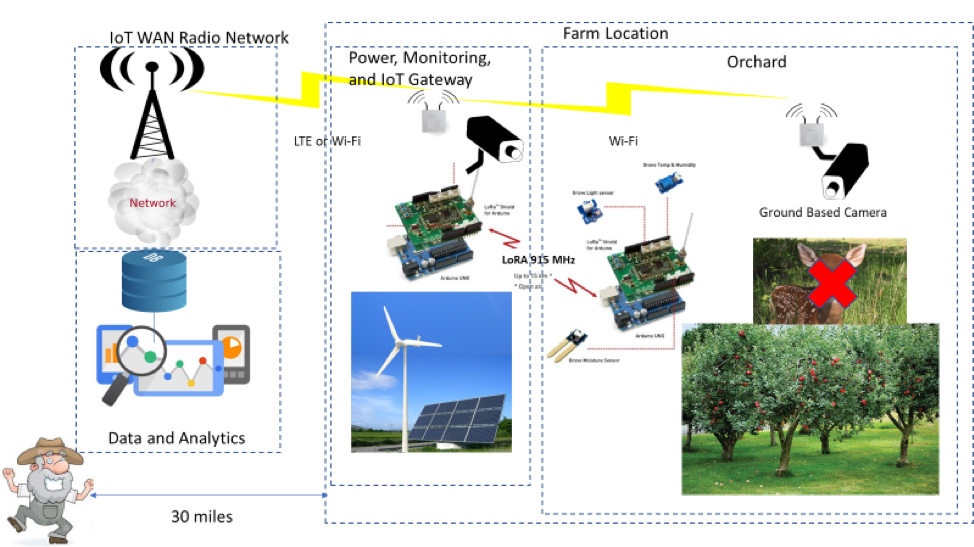 IoT WAN Radio Network
Farm Location
Power, Monitoring,
and IoT Gateway
Orchard
LTE or Wi-Fi
Wi-Fi
Network
Grove Temp & Humidity
Grove Light sensor
LoRa™ Shield
for Arduino
LoRa™ Shield
for Arduino
Ground Based Camera
LoRA 915 MHz
Up to 15 km *
* Open air
Arduino UNO
Arduino UNO
Grove Moisture Sensor
DB
Data and Analytics
30 miles